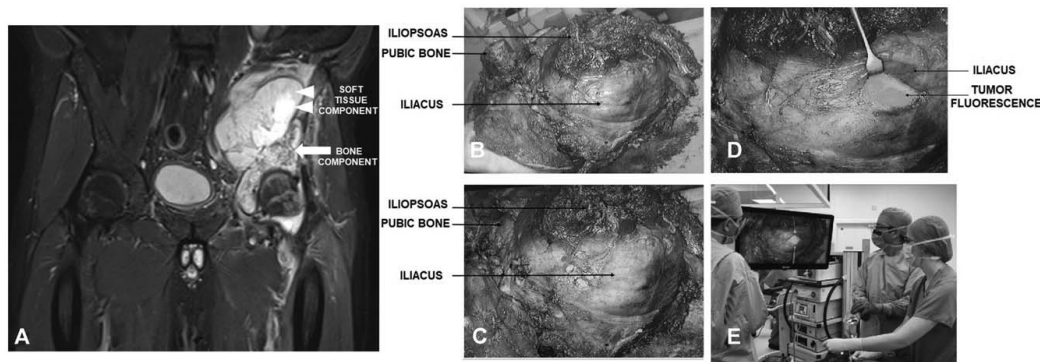 SOFT
TISSUE
COMPONENT
BONE
COMPONENT
A
ILIOPSOAS
PUBIC BONE
ILIACUS
B
ILIOPSOAS
PUBIC BONE
ILIACUS
C
ILIACUS
TUMOR
FLUORESCENCE
D
E